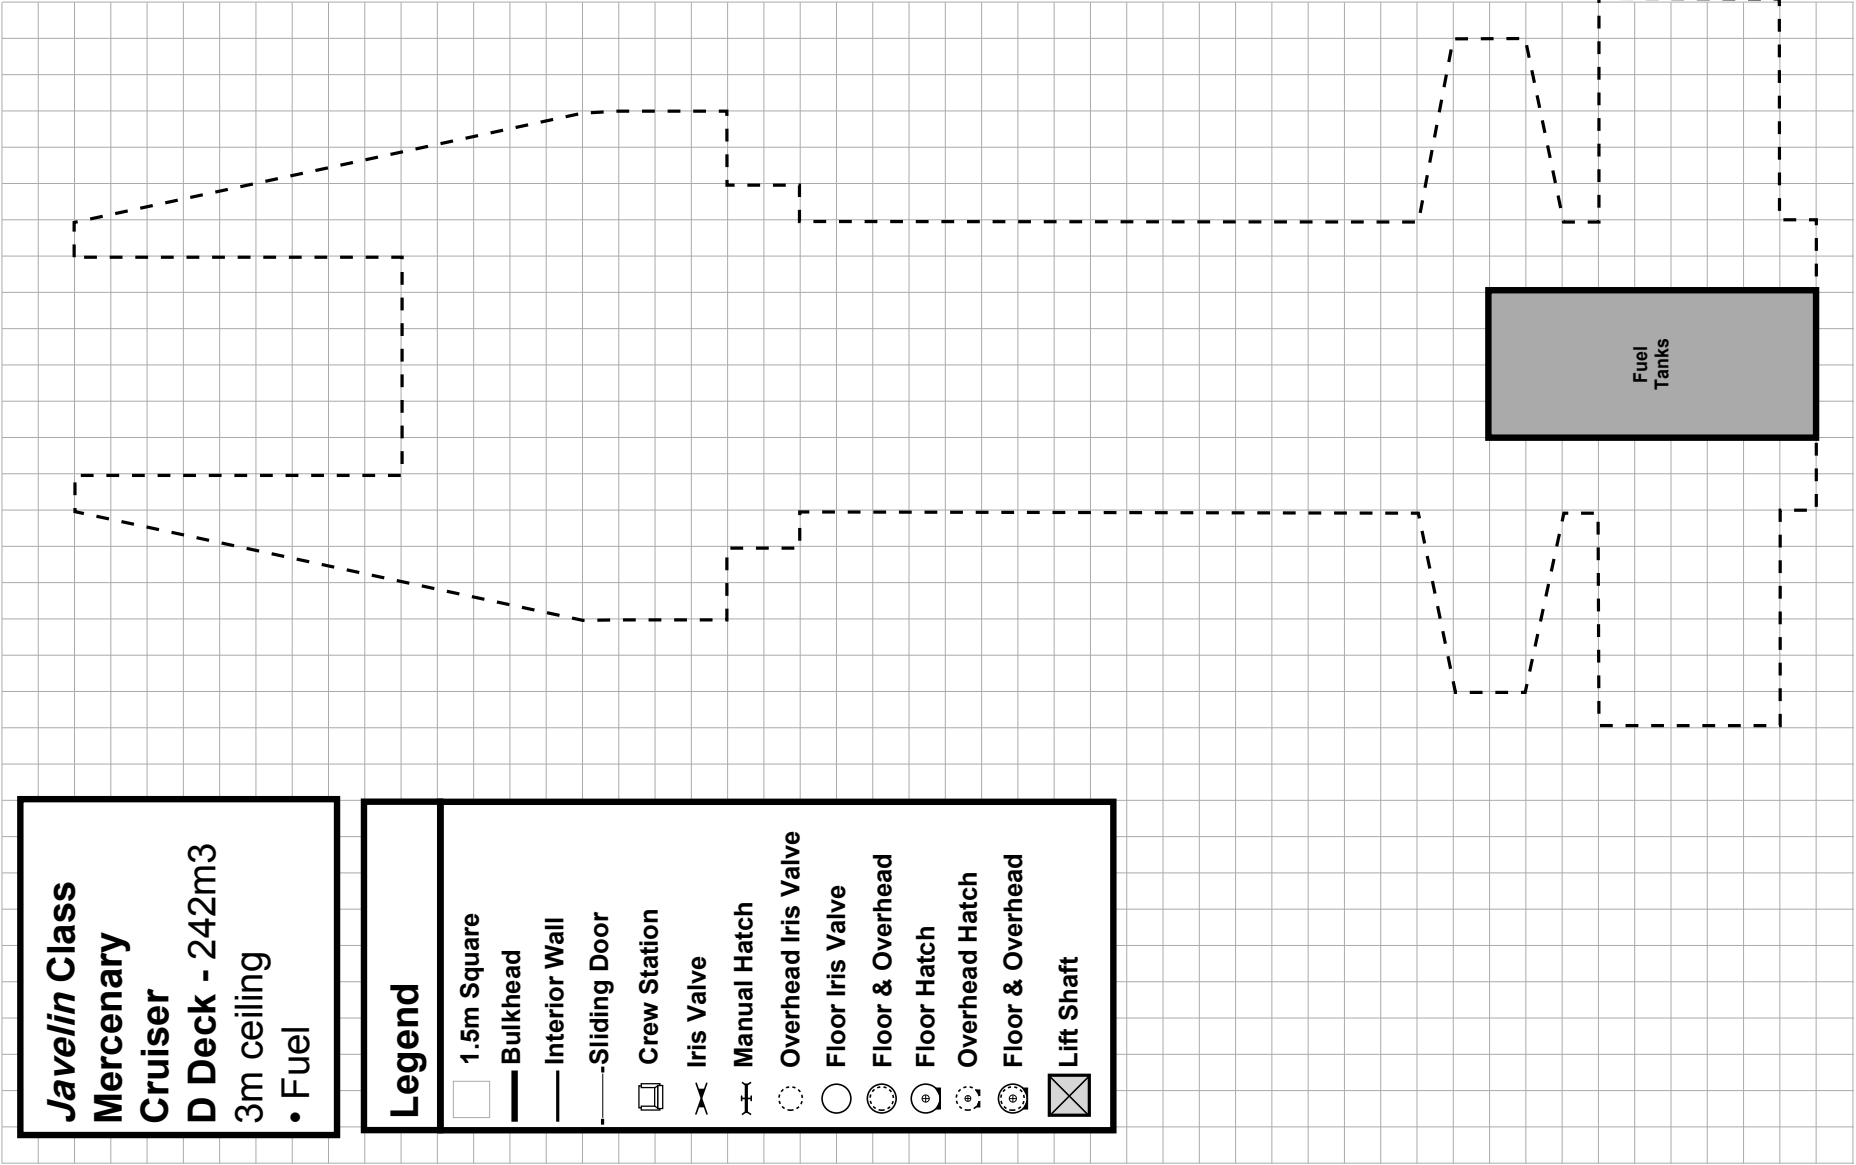 Javelin Class
Mercenary
Cruiser
D Deck - 242m3
3m ceiling
• Fuel
Legend
1.5m Square
Bulkhead
Interior Wall
Sliding Door
Crew Station
Iris Valve
Manual Hatch
Overhead Iris Valve
Floor Iris Valve
Floor & Overhead
Floor Hatch
Overhead Hatch
Floor & Overhead
Lift Shaft
Fuel
Tanks